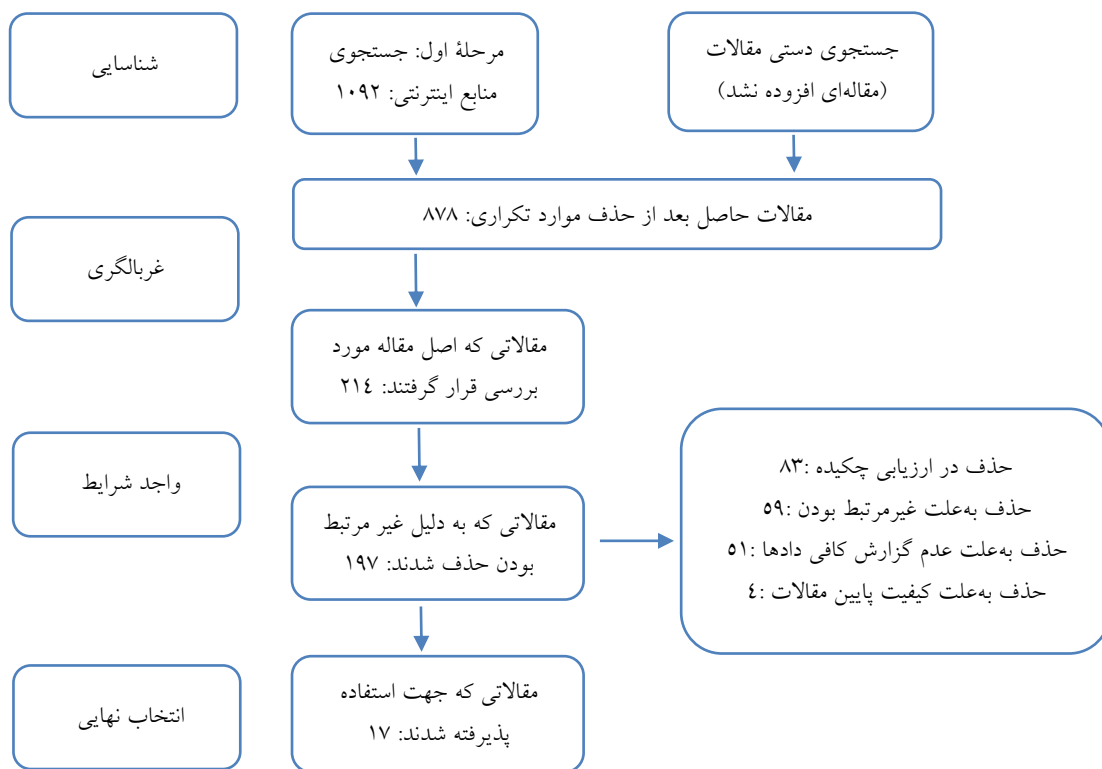 جستجوی دستی مقالات
(مقاله‌ای افزوده نشد)
مرحلهٔ اول: جستجوی
منابع اینترنتی: ۱۰۹۲
شناسایی
مقالات حاصل بعد از حذف موارد تکراری: ۸۷۸
غربالگری
مقالاتی که اصل مقاله مورد
بررسی قرار گرفتند: ۲۱٤
واجد شرایط
مقالاتی که به دلیل غیر مرتبط
بودن حذف شدند: ۱۹۷
حذف در ارزیابی چکیده :۸۳
حذف به‌علت غیرمرتبط بودن :٥۹
حذف به‌علت عدم گزارش کافی دادها :٥۱
حذف به‌علت کیفیت پایین مقالات :٤
مقالاتی که جهت استفاده
پذیرفته شدند: ۱۷
انتخاب نهایی